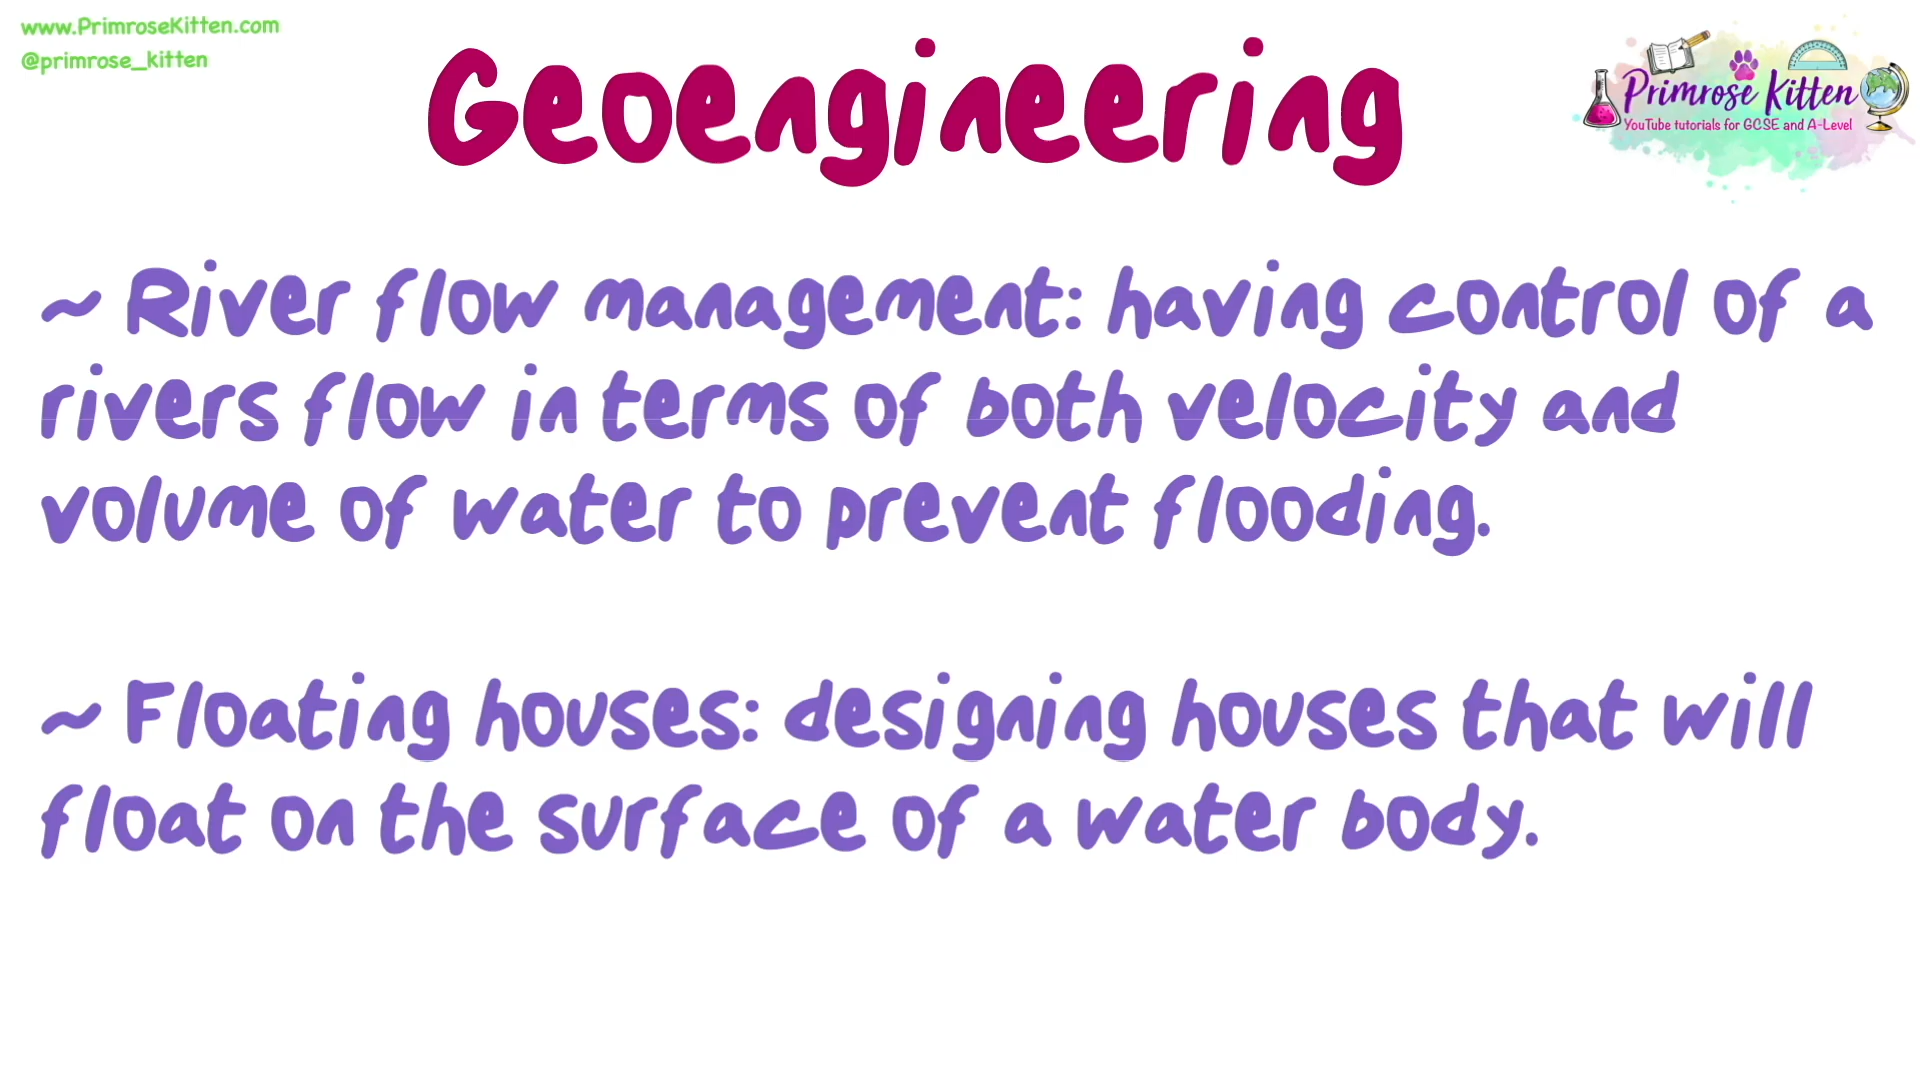 www.PrimroseKitten.com
@primrose_kitten
Geoengineering
Primrose Kitten
YouTube tutorials for GCSE and A-Level
~ River flow management: having control of a
rivers flow in terms of both velocity and
volume of water to prevent flooding.
~ Floating houses: designing houses that will
float on the surface of a water body.